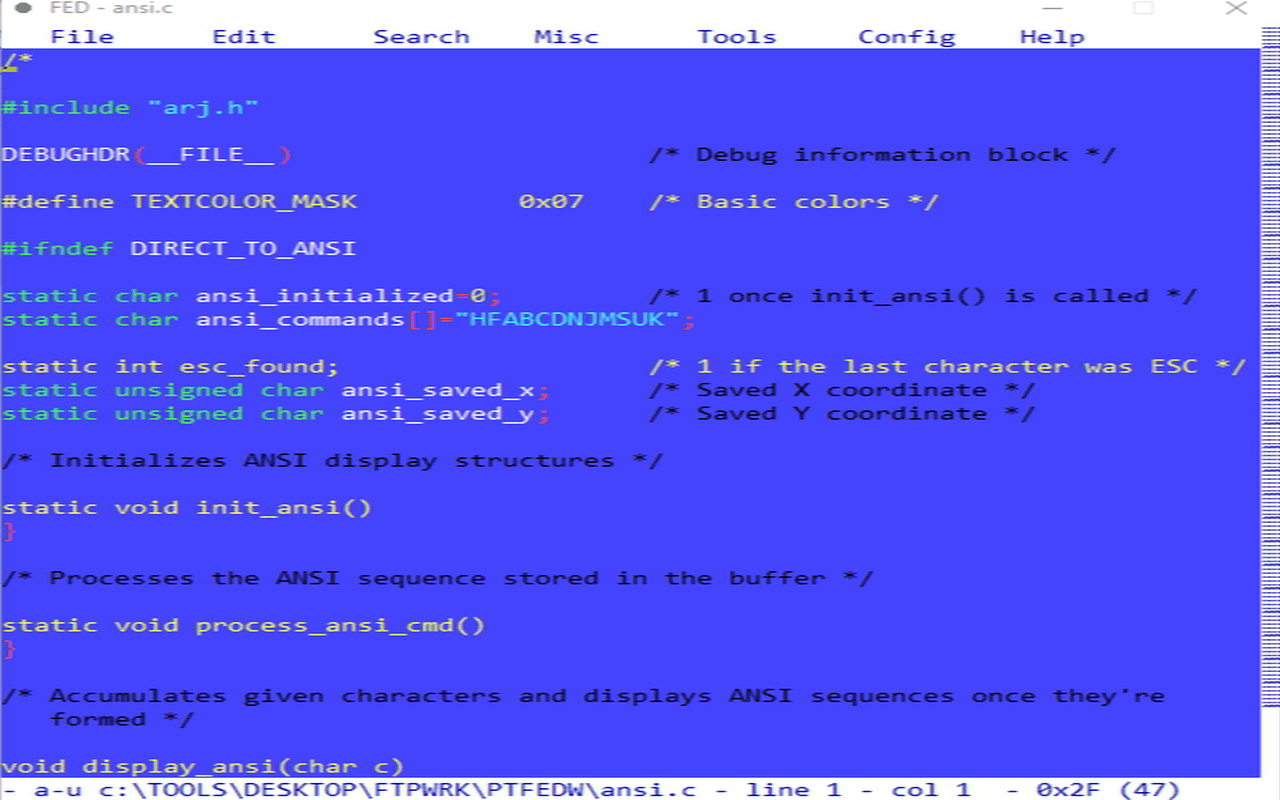 FED - ansi.c
File Edit Search Misc Tools Config Help
/*
#include "arj.h"
DEBUGHDR(__FILE__) /* Debug information block */
#define TEXTCOLOR_MASK 0x07 /* Basic colors */
#ifndef DIRECT_TO_ANSI
static char ansi_initialized=0; /* 1 once init_ansi() is called */
static char ansi_commands[]="HFABCDNJMSUK";
static int esc_found; /* 1 if the last character was ESC */
static unsigned char ansi_saved_x; /* Saved X coordinate */
static unsigned char ansi_saved_y; /* Saved Y coordinate */
/* Initializes ANSI display structures */
static void init_ansi()
}
/* Processes the ANSI sequence stored in the buffer */
static void process_ansi_cmd()
}
/* Accumulates given characters and displays ANSI sequences once they're
formed */
void display_ansi(char c)
- a-u c:\TOOLS\DESKTOP\FTPWRK\PTFEDW\ansi.c - line 1 - col 1 - 0x2F (47)